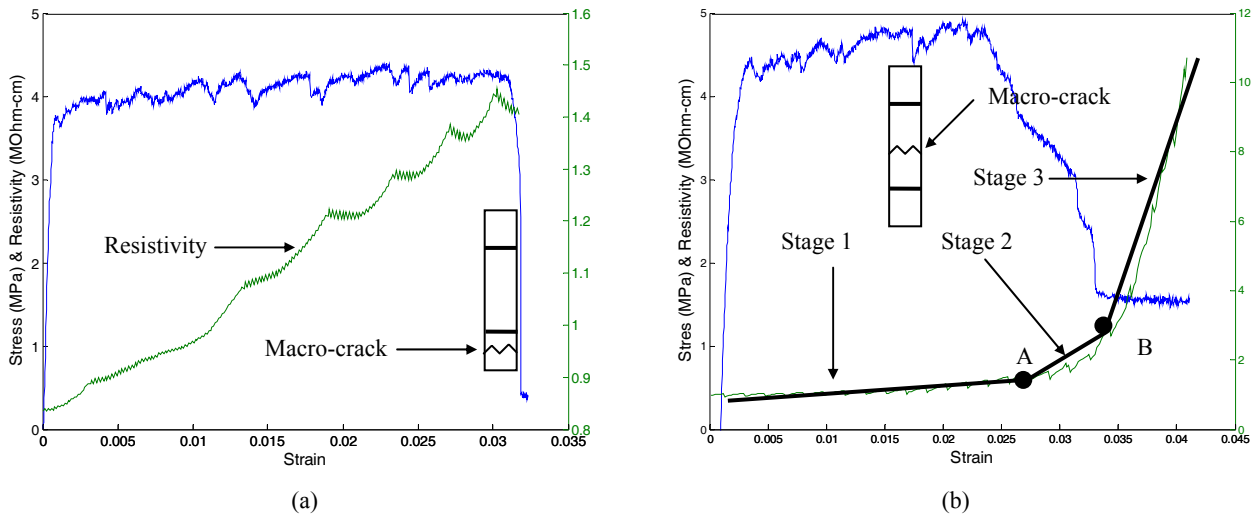 5
4
3
2
1
0
Stress (MPa) & Resistivity (MOhm-cm)
1.6
1.5
1.4
1.3
1.2
1.1
1
0.9
0.8
Resistivity
Macro-crack
0 0.005 0.01 0.015 0.02 0.025 0.03 0.035
Strain
(a)
5
4
3
2
1
0
Stres (MPa) & Resistivity (MOhm-cm)
12
10
8
6
4
2
0
Macro-crack
Stage 3
Stage 1
Stage 2
A
B
0 0.005 0.01 0.015 0.02 0.025 0.03 0.035 0.04 0.045
Strain
(b)